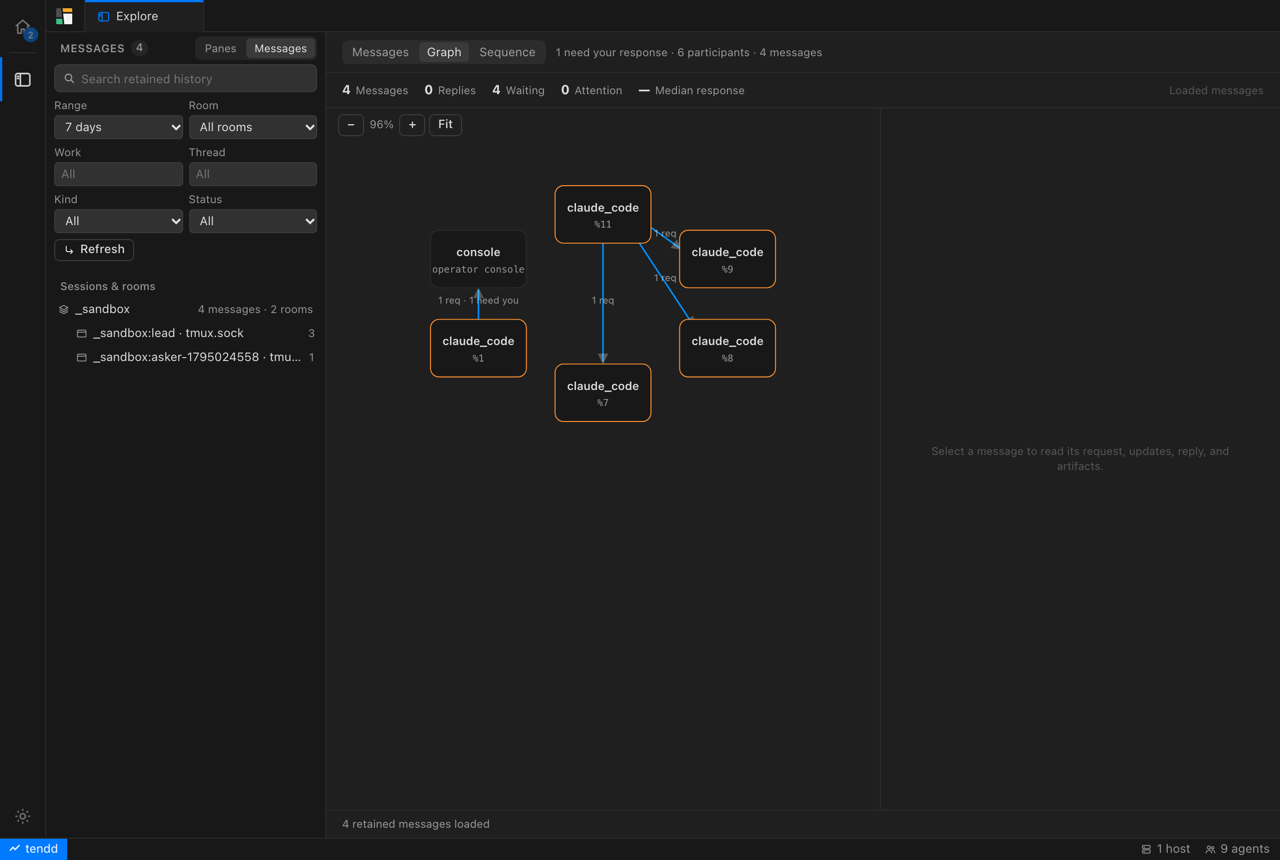 Explore
2
MESSAGES 4
Panes Messages
Search retained history
Range Room
7 days All rooms
Work Thread
All All
Kind Status
All All
Refresh
Sessions & rooms
_sandbox 4 messages · 2 rooms
_sandbox:lead · tmux.sock 3
_sandbox:asker-1795024558 · tmu... 1
Messages Graph Sequence 1 need your response · 6 participants · 4 messages
4 Messages 0 Replies 4 Waiting 0 Attention — Median response Loaded messages
− 96% + Fit
claude_code
%11
1 req
console
operator console
claude_code
%9
1 req
1 req · 1 need you
1 req
claude_code
%1
claude_code
%8
claude_code
%7
Select a message to read its request, updates, reply, and
artifacts.
4 retained messages loaded
tendd 1 host 9 agents